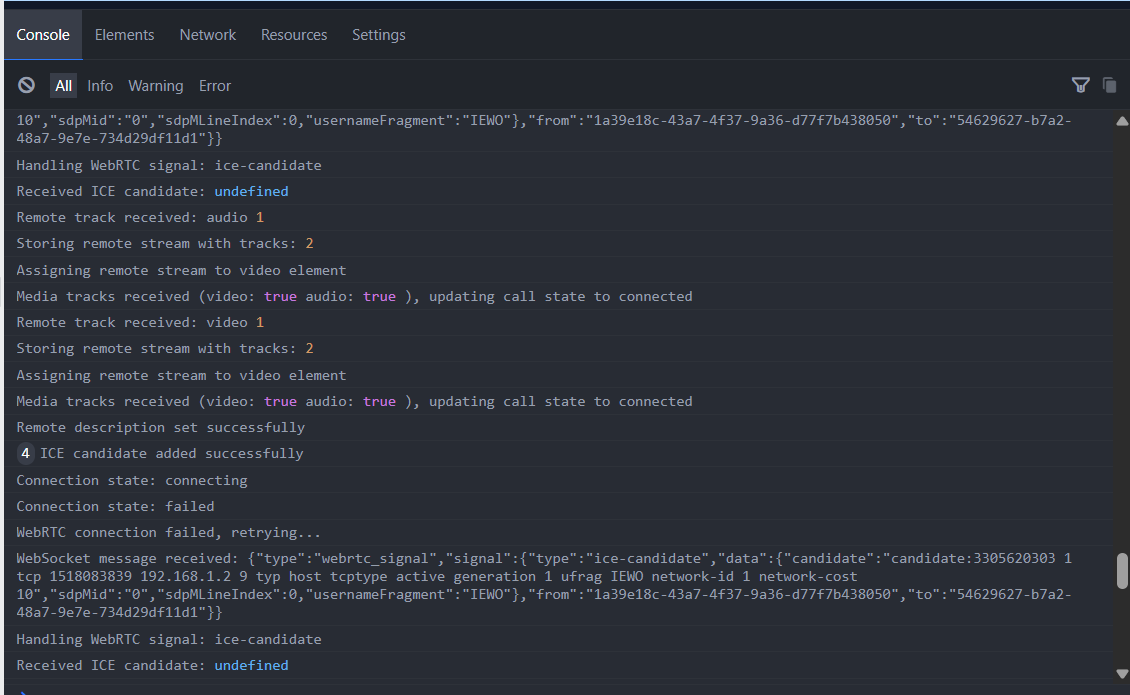 Console Elements Network Resources Settings
All Info Warning Error
10","sdpMid":"0","sdpMLineIndex":0,"usernameFragment":"IEWO"},"from":"1a39e18c-43a7-4f37-9a36-d77f7b438050","to":"54629627-b7a2-
48a7-9e7e-734d29df11d1"}}
Handling WebRTC signal: ice-candidate
Received ICE candidate: undefined
Remote track received: audio 1
Storing remote stream with tracks: 2
Assigning remote stream to video element
Media tracks received (video: true audio: true ), updating call state to connected
Remote track received: video 1
Storing remote stream with tracks: 2
Assigning remote stream to video element
Media tracks received (video: true audio: true ), updating call state to connected
Remote description set successfully
4 ICE candidate added successfully
Connection state: connecting
Connection state: failed
WebRTC connection failed, retrying...
WebSocket message received: {"type":"webrtc_signal","signal":{"type":"ice-candidate","data":{"candidate":"candidate:3305620303 1
tcp 1518083839 192.168.1.2 9 typ host tcptype active generation 1 ufrag IEWO network-id 1 network-cost
10","sdpMid":"0","sdpMLineIndex":0,"usernameFragment":"IEWO"},"from":"1a39e18c-43a7-4f37-9a36-d77f7b438050","to":"54629627-b7a2-
48a7-9e7e-734d29df11d1"}}
Handling WebRTC signal: ice-candidate
Received ICE candidate: undefined